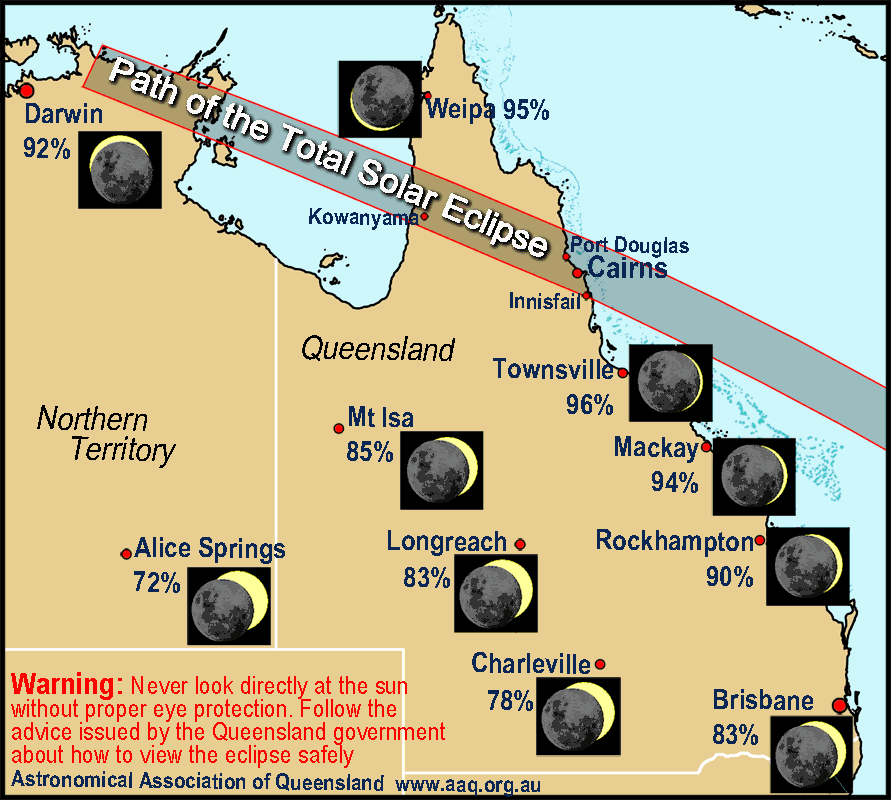 Path of the Total Solar Eclipse
Darwin
92%
Weipa 95%
Kowanyama
Port Douglas
Cairns
Innisfail
Queensland
Townsville
96%
Northern
Territory
Mt Isa
85%
Mackay
94%
Alice Springs
72%
Longreach
83%
Rockhampton
90%
Charleville
78%
Brisbane
83%
Warning: Never look directly at the sun
without proper eye protection. Follow the
advice issued by the Queensland government
about how to view the eclipse safely
Astronomical Association of Queensland www.aaq.org.au